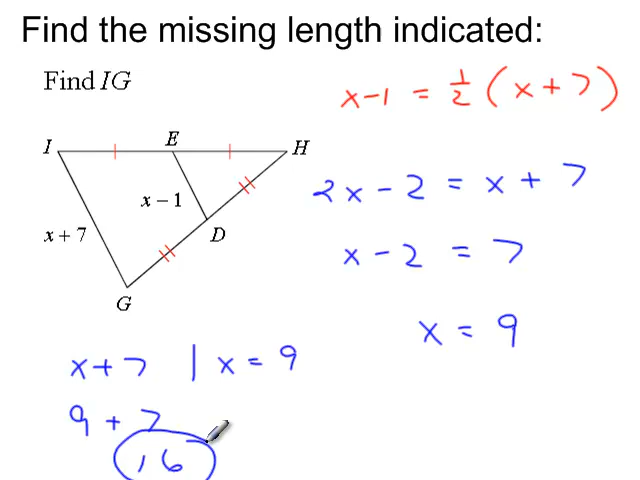 Find the missing length indicated:
Find IG
x-1 = 1/2 (x+7)
I E H
x - 1
2x - 2 = x + 7
x + 7
D
x - 2 = 7
G
x = 9
x+7 | x = 9
9 + 7
16